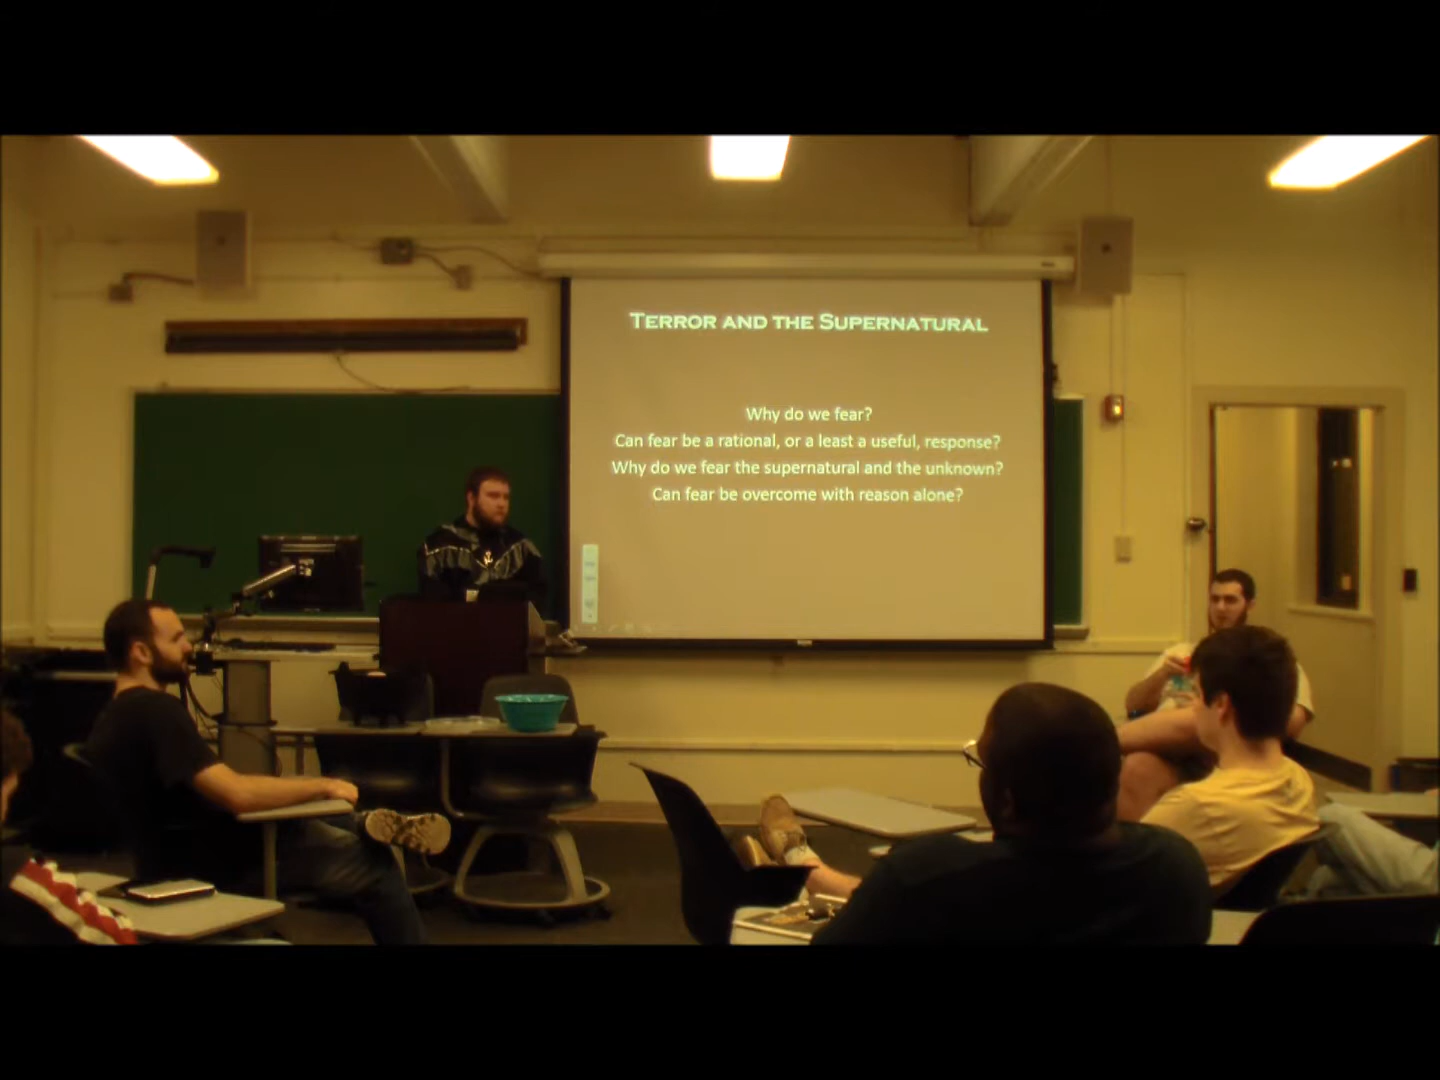 Terror and the Supernatural
Why do we fear?
Can fear be a rational, or a least a useful, response?
Why do we fear the supernatural and the unknown?
Can fear be overcome with reason alone?